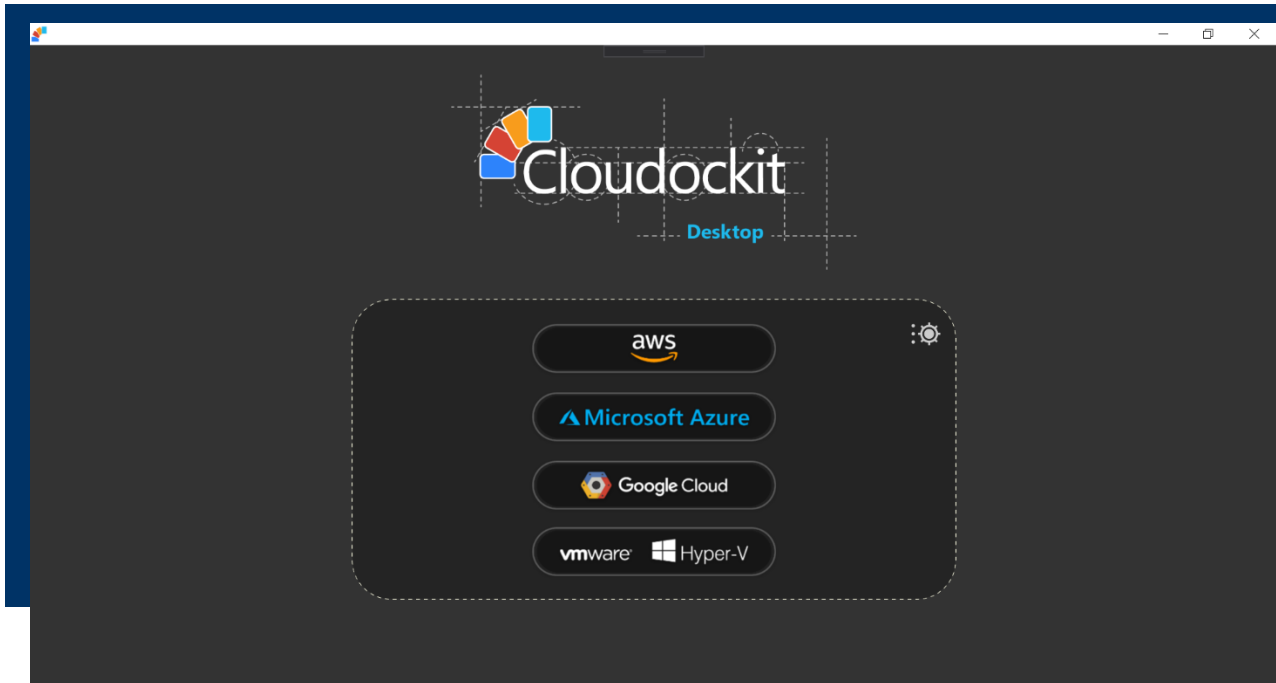 Cloudockit
Desktop
aws
Microsoft Azure
Google Cloud
vmware Hyper-V